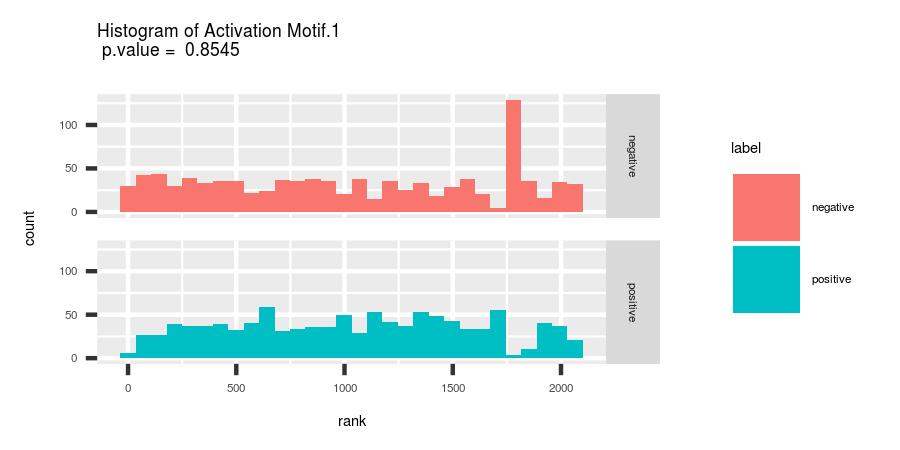 Histogram of Activation Motif.1
p.value = 0.8545
count
100
50
0
negative
100
50
0
positive
0 500 1000 1500 2000
rank
label
negative
positive